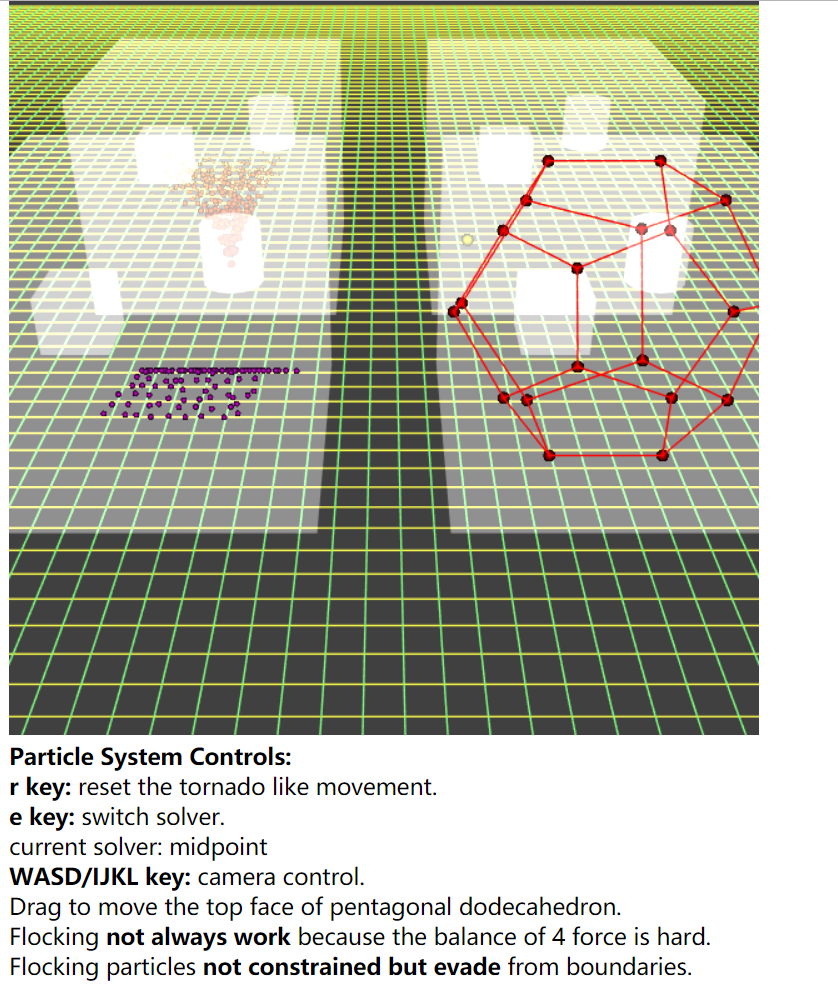 Particle System Controls:
r key: reset the tornado like movement.
e key: switch solver.
current solver: midpoint
WASD/IJKL key: camera control.
Drag to move the top face of pentagonal dodecahedron.
Flocking not always work because the balance of 4 force is hard.
Flocking particles not constrained but evade from boundaries.